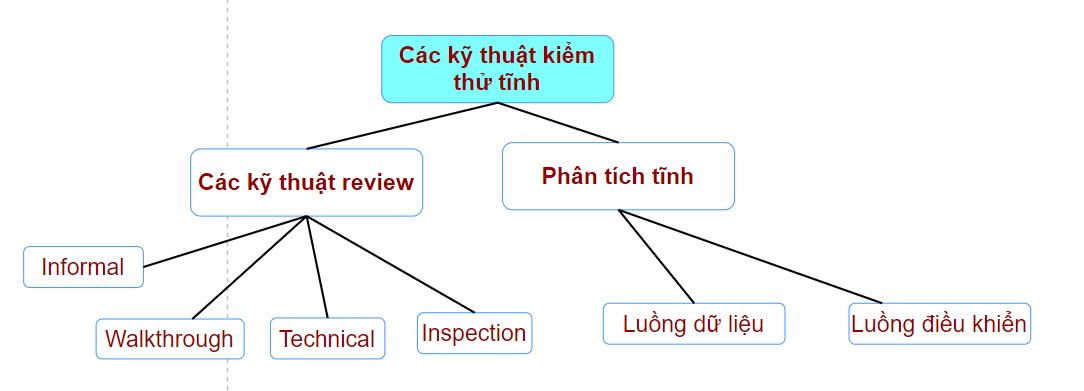 Các kỹ thuật kiểm
thử tĩnh
Các kỹ thuật review
Phân tích tĩnh
Informal
Walkthrough
Technical
Inspection
Luồng dữ liệu
Luồng điều khiển